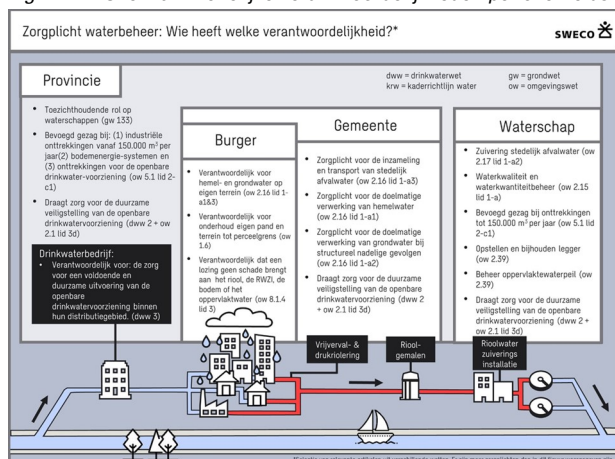 Zorgplicht waterbeheer: Wie heeft welke verantwoordelijkheid?*
SWECO
dww = drinkwaterwet
krw = kaderrichtlijn water
gw = grondwet
ow = omgevingswet
Provincie
• Toezichthoudende rol op
waterschappen (gw 133)
• Bevoegd gezag bij: (1) industriële
onttrekkingen vanaf 150.000 m³ per
jaar(2) bodemenergie-systemen en
(3) onttrekkingen voor de openbare
drinkwater-voorziening (ow 5.1 lid 2-
c1)
• Draagt zorg voor de duurzame
veiligstelling van de openbare
drinkwatervoorziening (dww 2 + ow
2.1 lid 3d)
Drinkwaterbedrijf:
• Verantwoordelijk voor: de zorg
voor een voldoende en
duurzame uitvoering van de
openbare
drinkwatervoorziening binnen
hun distributiegebied. (dww 3)
Burger
• Verantwoordelijk voor
hemel- en grondwater op
eigen terrein (ow 2.16 lid 1-
a1&3)
• Verantwoordelijk voor
onderhoud eigen pand en
terrein tot perceelgrens (ow
1.6)
• Verantwoordelijk dat een
lozing geen schade brengt
aan het riool, de RWZI, de
bodem of het
oppervlaktwater (ow 8.1.4
lid 3)
Gemeente
• Zorgplicht voor de inzameling
en transport van stedelijk
afvalwater (ow 2.16 lid 1-a3)
• Zorgplicht voor de doelmatige
verwerking van hemelwater
(ow 2.16 lid 1-a1)
• Zorgplicht voor de doelmatige
verwerking van grondwater bij
structureel nadelige gevolgen
(ow 2.16 lid 1-a2)
• Draagt zorg voor de duurzame
veiligstelling van de openbare
drinkwatervoorziening (dww 2
+ ow 2.1 lid 3d)
Waterschap
• Zuivering stedelijk afvalwater (ow
2.17 lid 1-a2)
• Waterkwaliteit en
waterkwantiteitbeheer (ow 2.15
lid 1-a)
• Bevoegd gezag bij onttrekkingen
tot 150.000 m³ per jaar (ow 5.1 lid
2-c1)
• Opstellen en bijhouden legger
(ow 2.39)
• Beheer oppervlaktewaterpeil (ow
2.39)
• Draagt zorg voor de duurzame
veiligstelling van de openbare
drinkwatervoorziening (dww 2 +
ow 2.1 lid 3d)
Vrijverval- &
drukriolering
Riool-
gemalen
Rioolwater
zuiverings
installatie